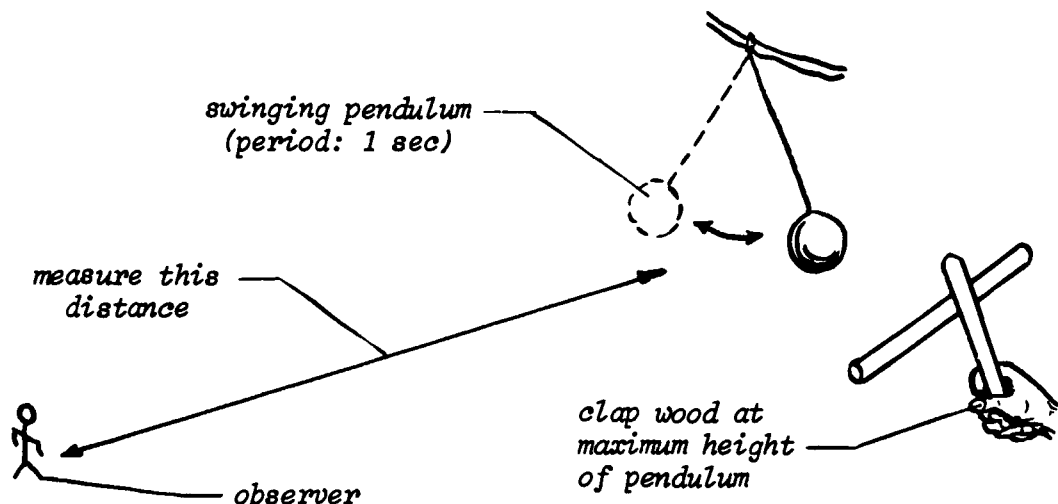 swinging pendulum
(period: 1 sec)
measure this
distance
clap wood at
maximum height
of pendulum
observer